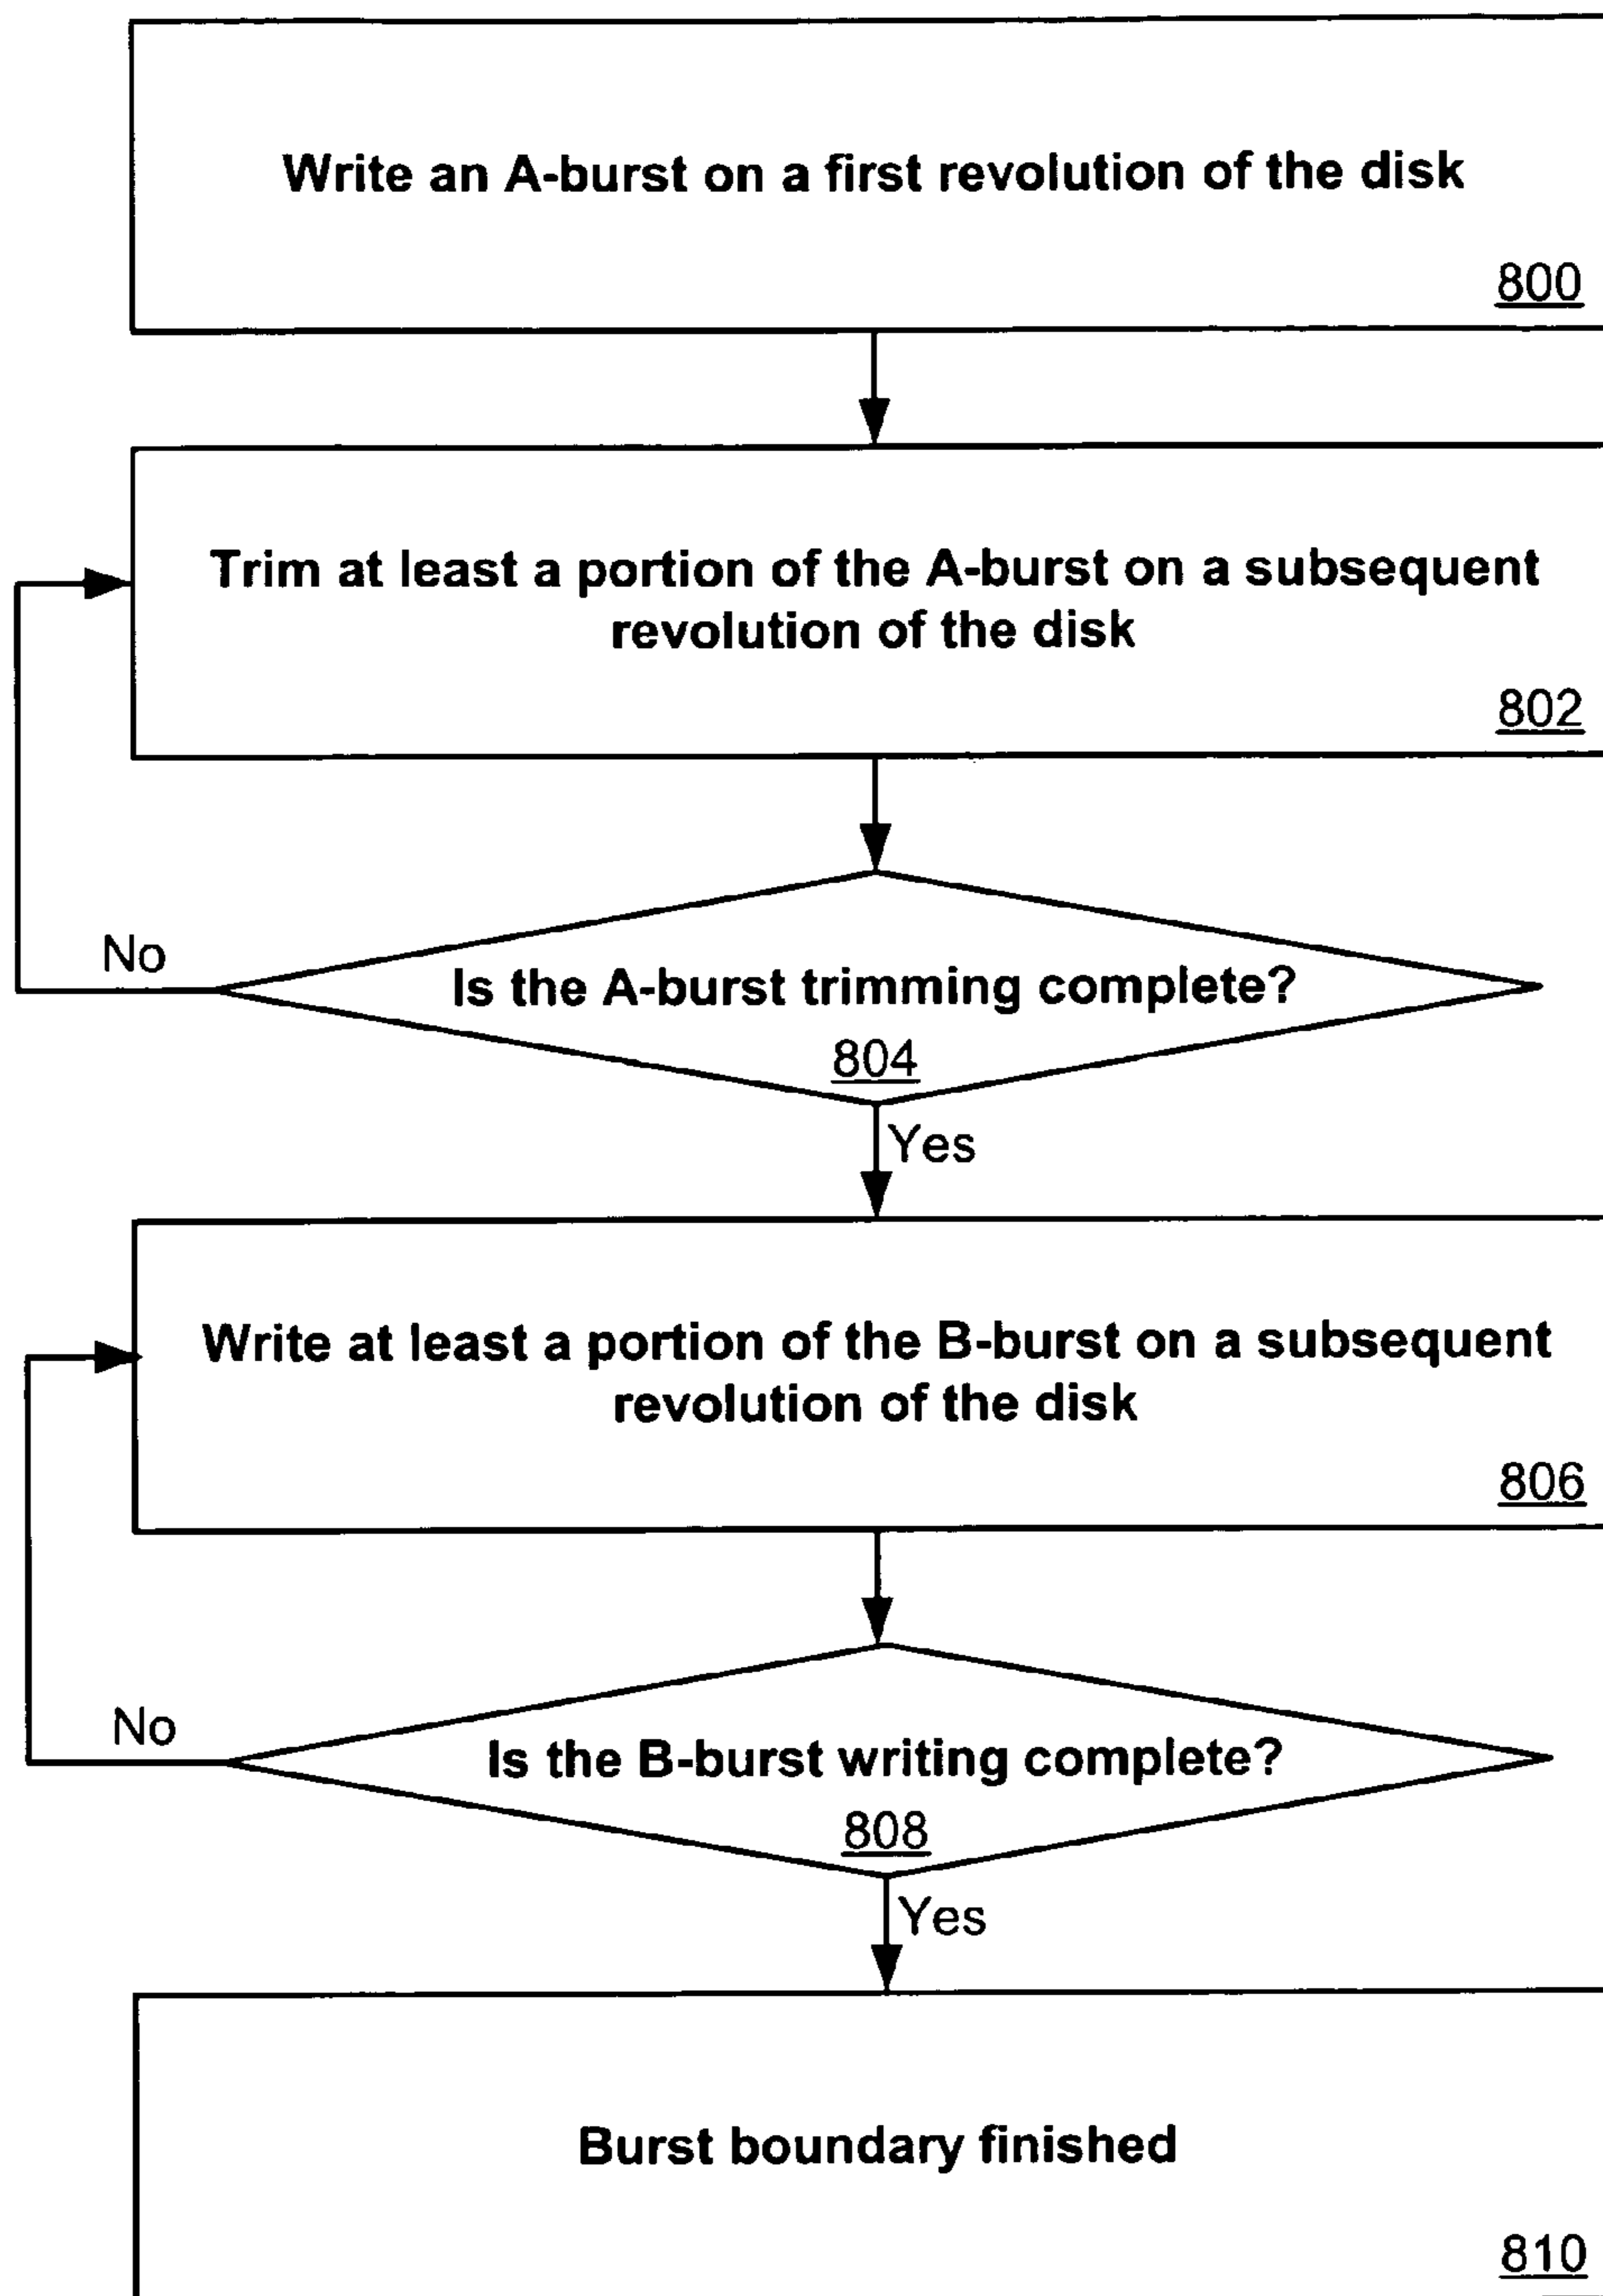 Write an A-burst on a first revolution of the disk
800
Trim at least a portion of the A-burst on a subsequent
revolution of the disk
802
No
Is the A-burst trimming complete?
804
Yes
Write at least a portion of the B-burst on a subsequent
revolution of the disk
806
No
Is the B-burst writing complete?
808
Yes
Burst boundary finished
810